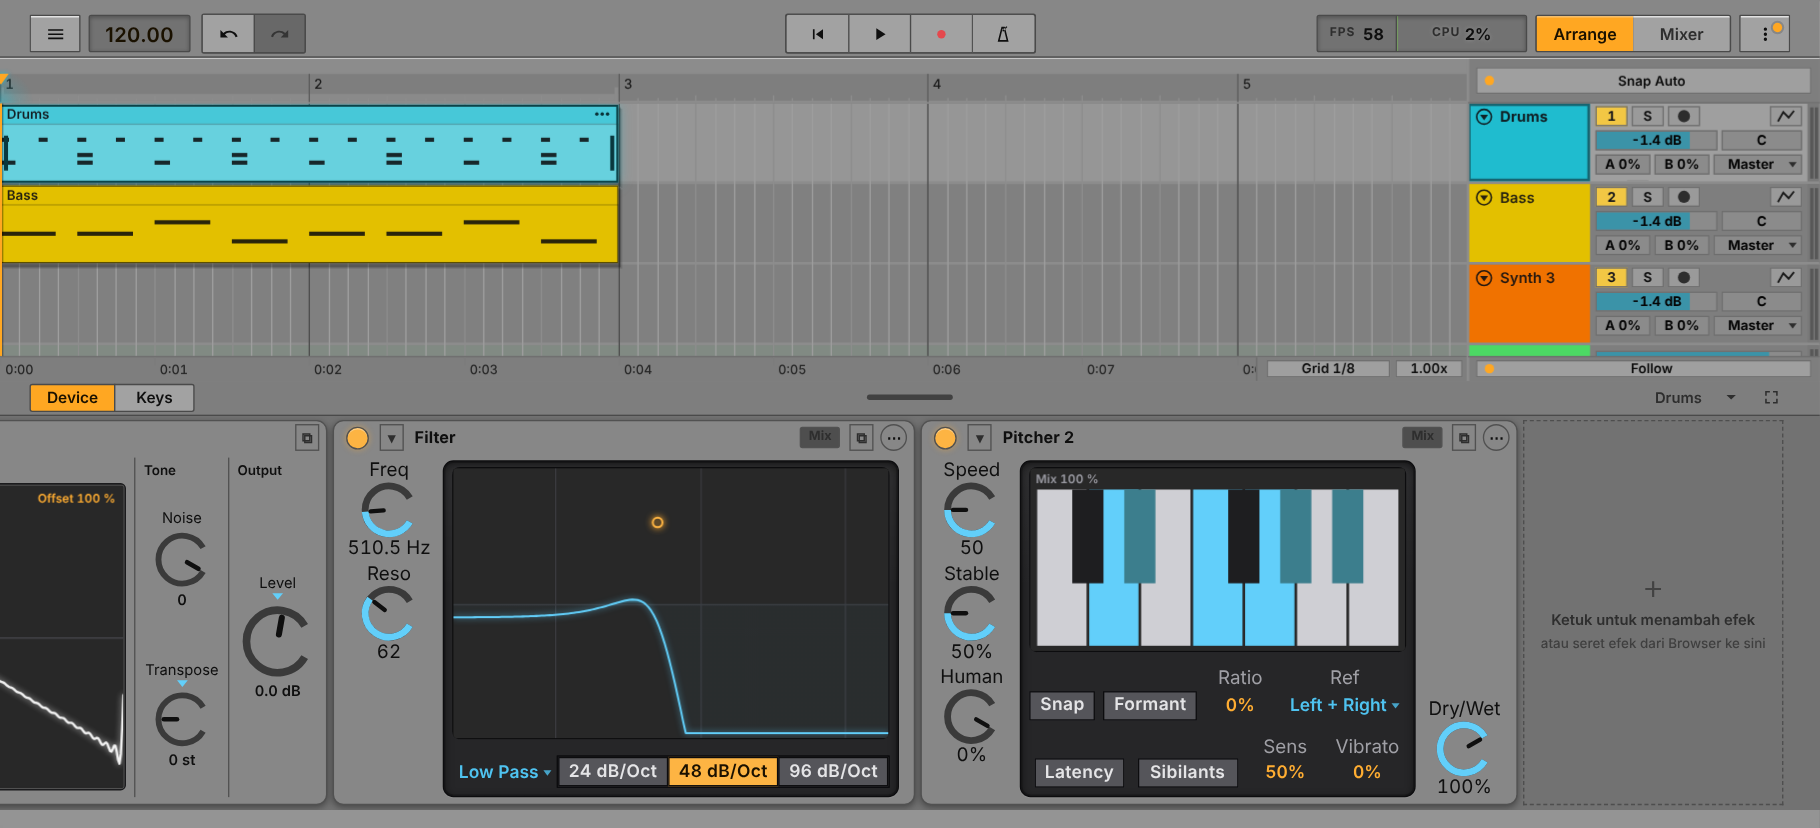 120.00
FPS 58
CPU 2%
Arrange
Mixer
1
2
3
4
5
Snap Auto
Drums
Drums
1
S
-1.4 dB
C
A 0%
B 0%
Master
Bass
Bass
2
S
-1.4 dB
C
A 0%
B 0%
Master
Synth 3
3
S
-1.4 dB
C
A 0%
B 0%
Master
0:00
0:01
0:02
0:03
0:04
0:05
0:06
0:07
Grid 1/8
1.00x
Follow
Device
Keys
Drums
Offset 100 %
Tone
Noise
0
Transpose
0 st
Output
Level
0.0 dB
Filter
Mix
Freq
510.5 Hz
Reso
62
Low Pass
24 dB/Oct
48 dB/Oct
96 dB/Oct
Pitcher 2
Mix
Speed
50
Stable
50%
Human
0%
Mix 100 %
Snap
Formant
Ratio
0%
Ref
Left + Right
Latency
Sibilants
Sens
50%
Vibrato
0%
Dry/Wet
100%
Ketuk untuk menambah efek
atau seret efek dari Browser ke sini